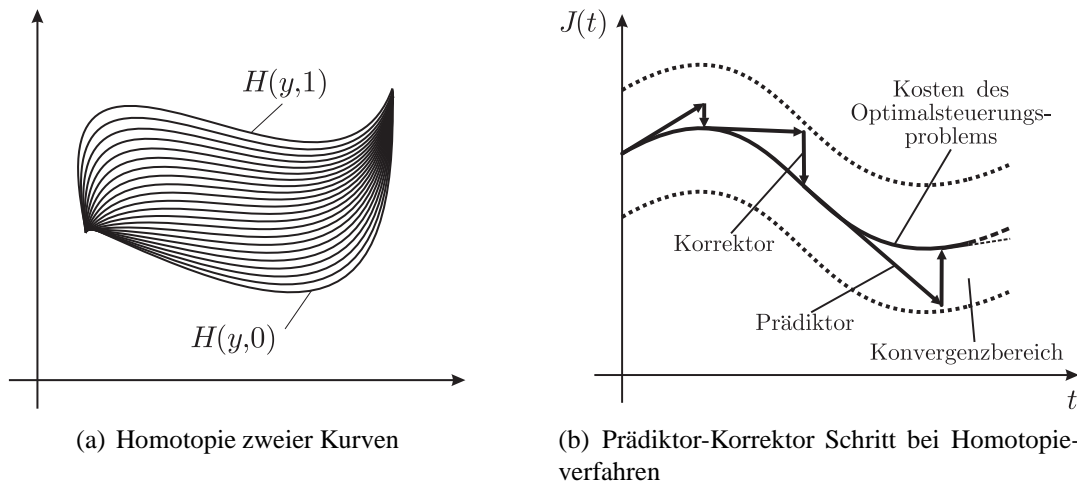 H(y,1)
H(y,0)
(a) Homotopie zweier Kurven
J(t)
Kosten des
Optimalsteuerungs-
problems
Korrektor
Prädiktor
Konvergenzbereich
t
(b) Prädiktor-Korrektor Schritt bei Homotopie-
verfahren